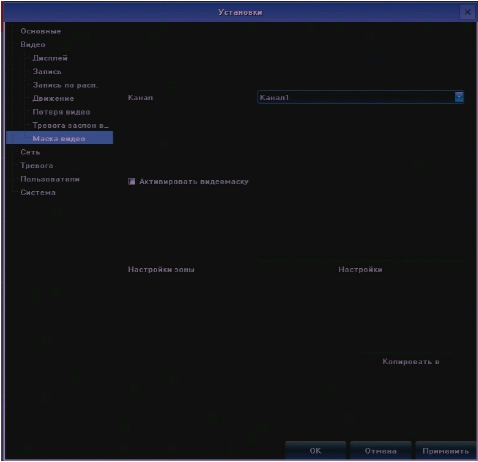 Установки
Основные
Видео
Дисплей
Запись
Запись по расп.
Движение
Потеря видео
Тревога заслон в…
Маска видео
Сеть
Тревога
Пользователи
Система
Канал
Канал1
Активировать видеомаску
Настройки зоны
Настройки
Копировать в
OK
Отмена
Применить